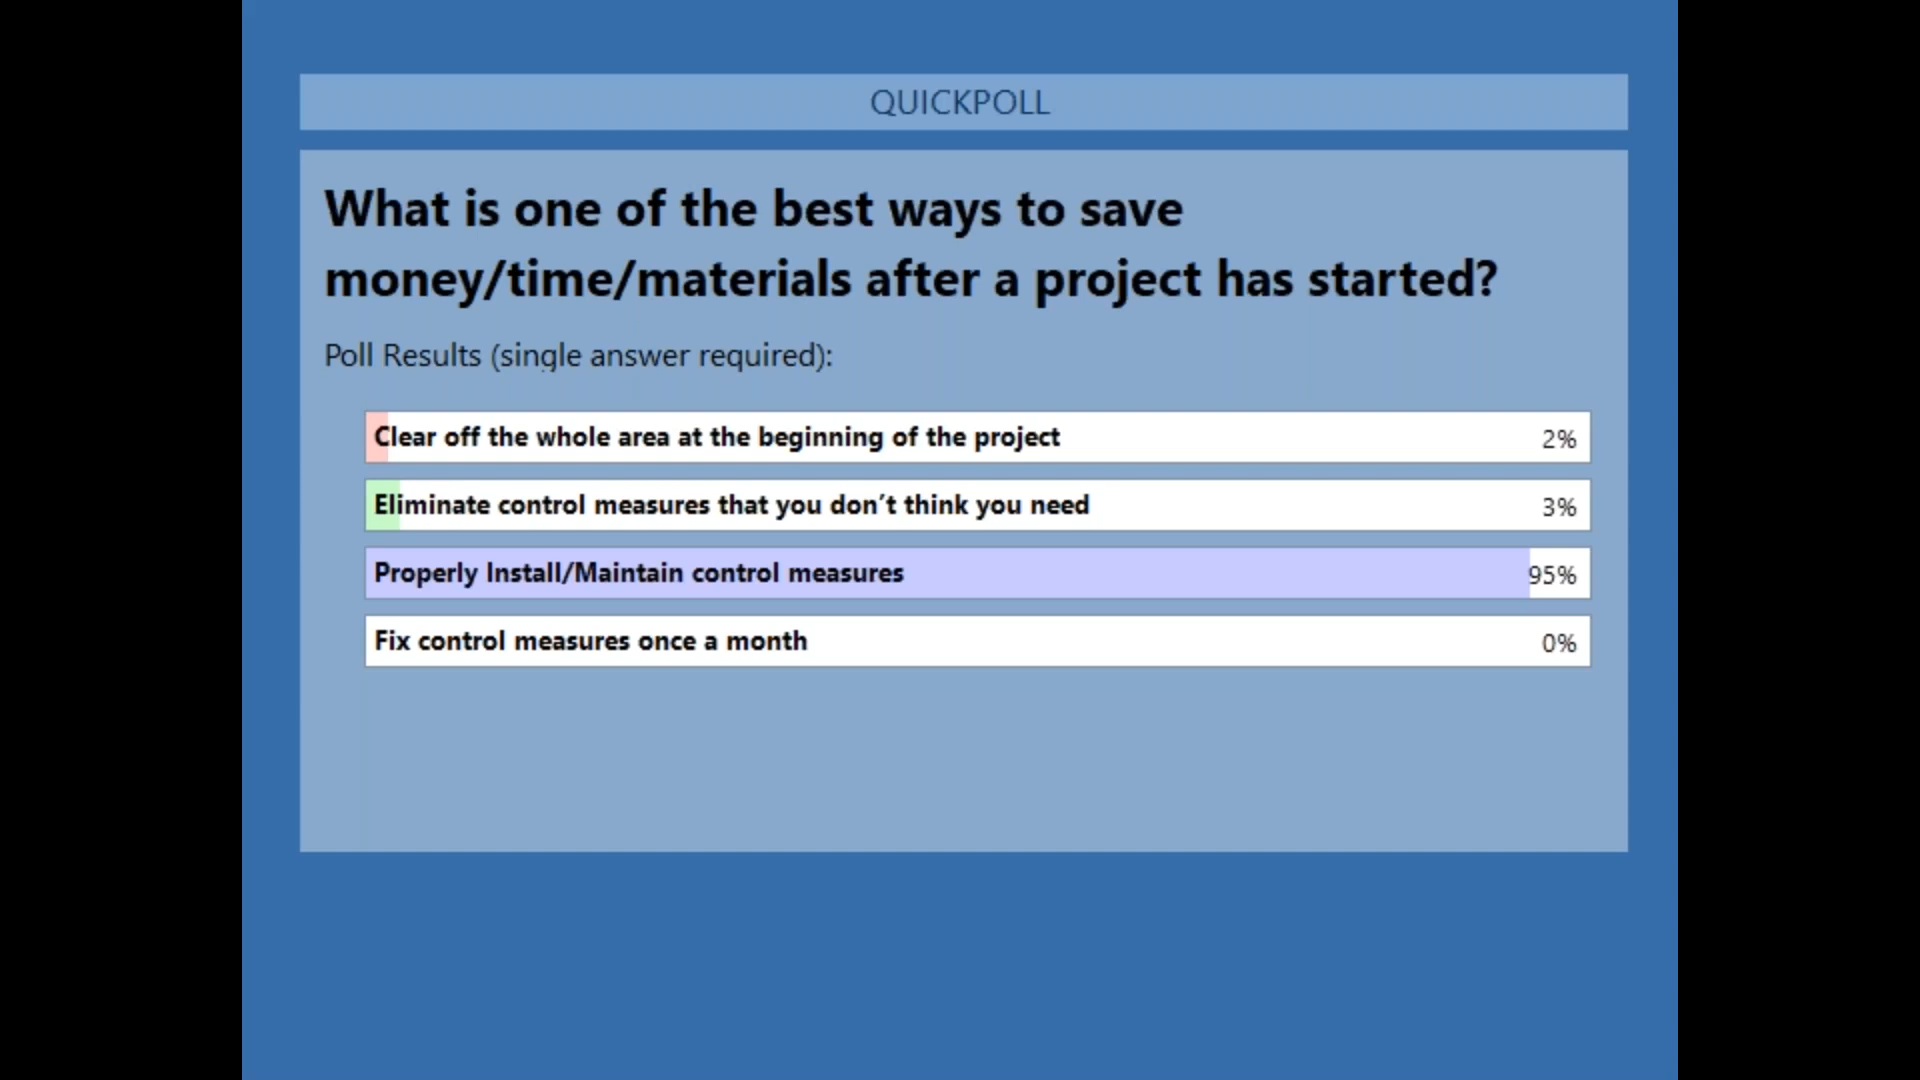 QUICKPOLL
What is one of the best ways to save
money/time/materials after a project has started?
Poll Results (single answer required):
Clear off the whole area at the beginning of the project 2%
Eliminate control measures that you don’t think you need 3%
Properly Install/Maintain control measures 95%
Fix control measures once a month 0%